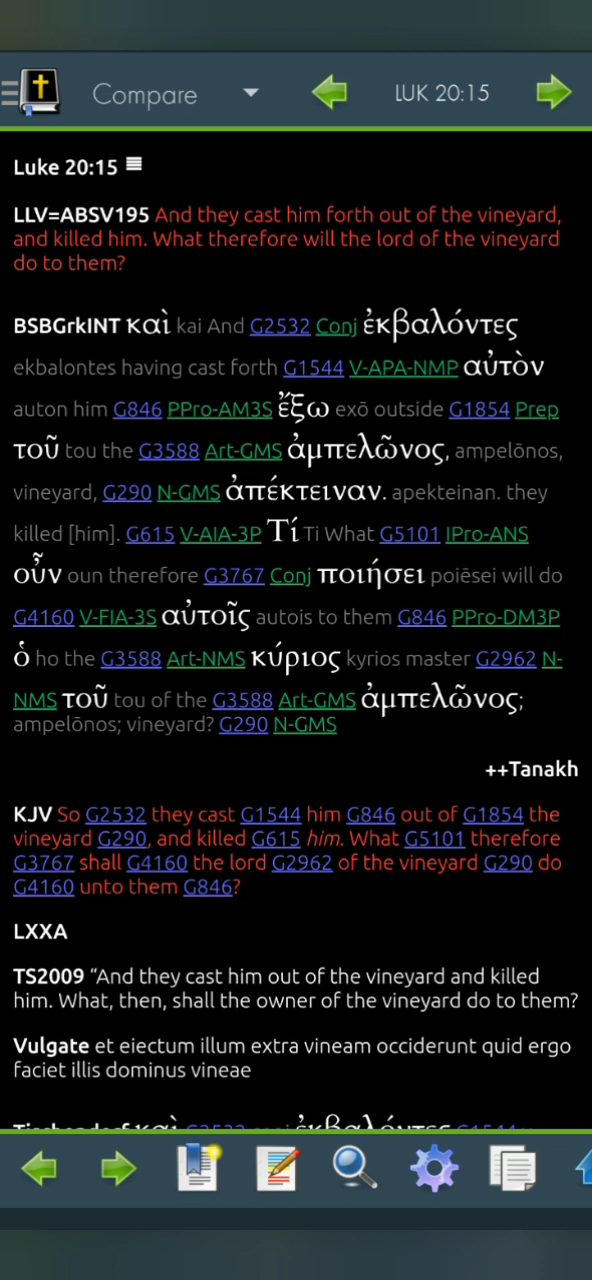 Compare
LUK 20:15
Luke 20:15
LLV=ABSV195 And they cast him forth out of the vineyard,
and killed him. What therefore will the lord of the vineyard
do to them?
BSBGrkINT καὶ kai And G2532 Conj ἐκβαλόντες
ekbalontes having cast forth G1544 V-APA-NMP αὐτὸν
auton him G846 PPro-AM3S ἔξω exō outside G1854 Prep
τοῦ tou the G3588 Art-GMS ἀμπελῶνος, ampelōnos,
vineyard, G290 N-GMS ἀπέκτειναν. apekteinan. they
killed [him]. G615 V-AIA-3P Τί Ti What G5101 IPro-ANS
οὖν oun therefore G3767 Conj ποιήσει poiēsei will do
G4160 V-FIA-3S αὐτοῖς autois to them G846 PPro-DM3P
ὁ ho the G3588 Art-NMS κύριος kyrios master G2962 N-
NMS τοῦ tou of the G3588 Art-GMS ἀμπελῶνος;
ampelōnos; vineyard? G290 N-GMS
++Tanakh
KJV So G2532 they cast G1544 him G846 out of G1854 the
vineyard G290, and killed G615 him. What G5101 therefore
G3767 shall G4160 the lord G2962 of the vineyard G290 do
G4160 unto them G846?
LXXA
TS2009 “And they cast him out of the vineyard and killed
him. What, then, shall the owner of the vineyard do to them?
Vulgate et eiectum illum extra vineam occiderunt quid ergo
faciet illis dominus vineae
Tischendorf καὶ G2532 conj ἐκβαλόντες G1544